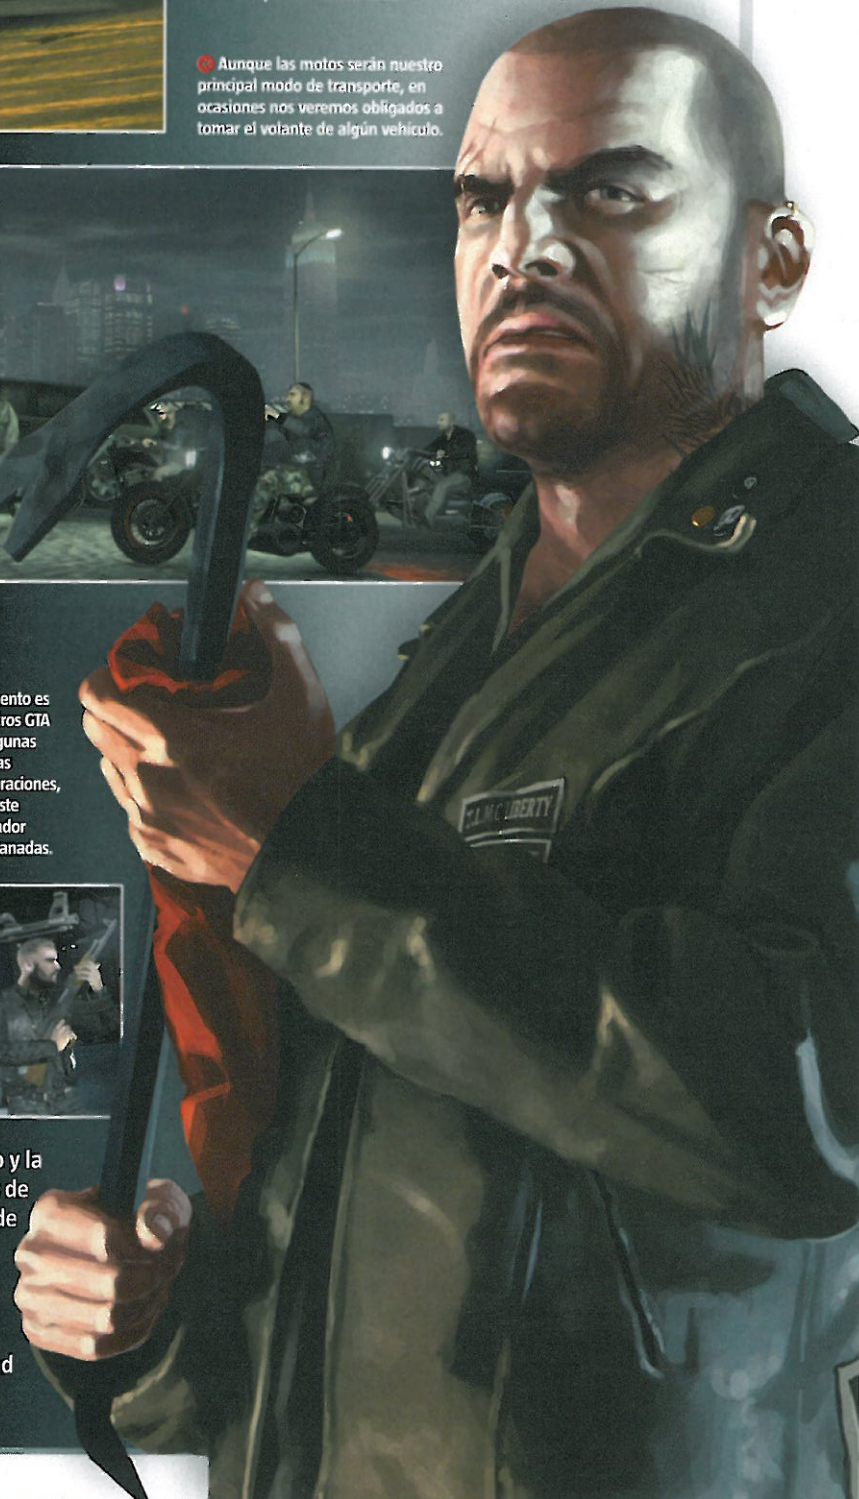 Aunque las motos serán nuestro
principal modo de transporte, en
ocasiones nos veremos obligados a
tomar el volante de algún vehículo.
ento es
ros GTA
gunas
as
raciones,
ste
ador
anadas.
LIBERTY
o y la
de
de
d